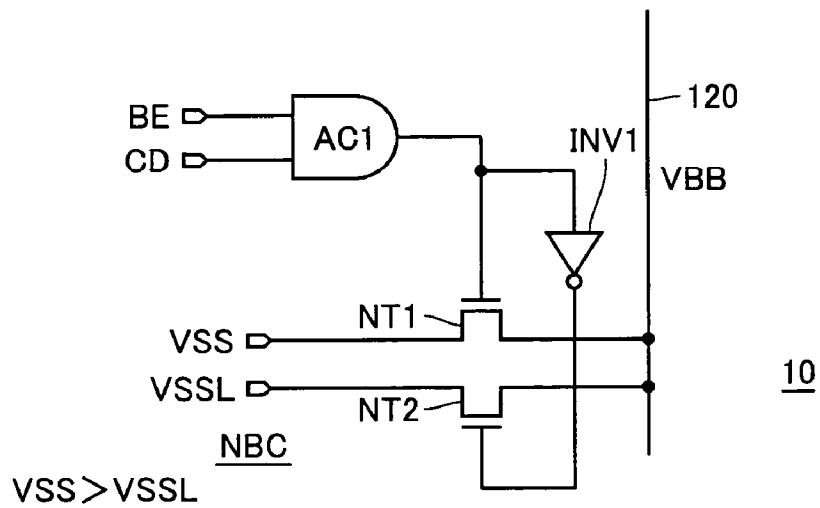 120
BE
AC1
INV1
CD
VBB
NT1
VSS
VSSL
10
NT2
NBC
VSS>VSSL